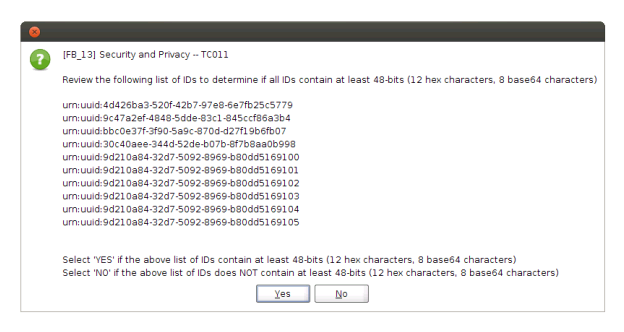 [FB_13] Security and Privacy -- TC011
Review the following list of IDs to determine if all IDs contain at least 48-bits (12 hex characters, 8 base64 characters)
urn:uuid:4d426ba3-520f-42b7-97e8-6e7fb25c5779
urn:uuid:9c47a2ef-4848-5dde-83c1-845ccf86a3b4
urn:uuid:bbc0e37f-3f90-5a9c-870d-d27f19b6fb07
urn:uuid:30c40aee-344d-52de-b07b-8f7b8aa0b998
urn:uuid:9d210a84-32d7-5092-8969-b80dd5169100
urn:uuid:9d210a84-32d7-5092-8969-b80dd5169101
urn:uuid:9d210a84-32d7-5092-8969-b80dd5169102
urn:uuid:9d210a84-32d7-5092-8969-b80dd5169103
urn:uuid:9d210a84-32d7-5092-8969-b80dd5169104
urn:uuid:9d210a84-32d7-5092-8969-b80dd5169105
Select 'YES' if the above list of IDs contain at least 48-bits (12 hex characters, 8 base64 characters)
Select 'NO' if the above list of IDs does NOT contain at least 48-bits (12 hex characters, 8 base64 characters)
Yes No